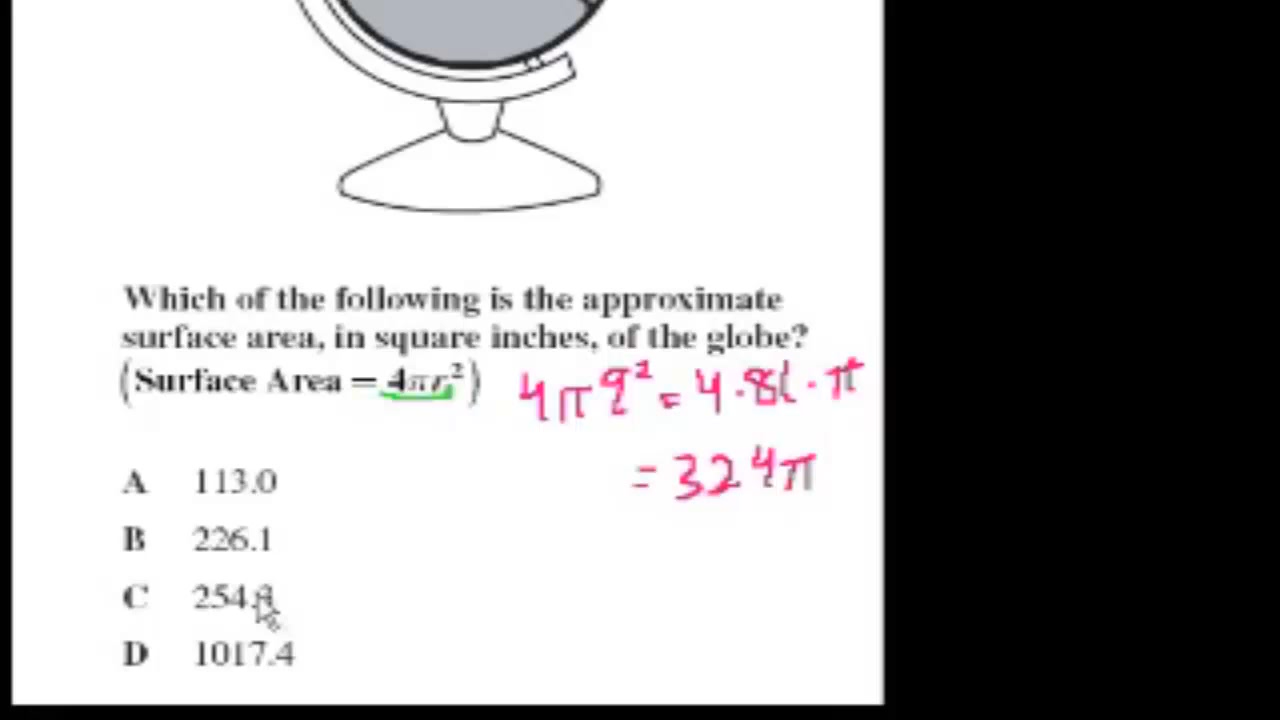 Which of the following is the approximate
surface area, in square inches, of the globe?
(Surface Area = 4πr²)
4π9² = 4·81·π
= 324π
A 113.0
B 226.1
C 254.
D 1017.4